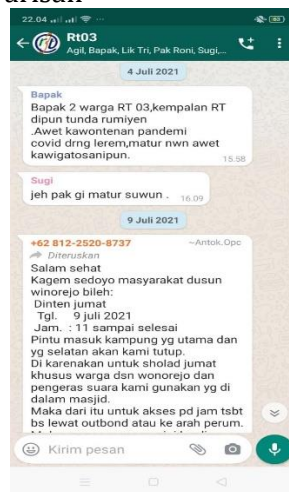 arisan
22.04
80
Rt03
Agil, Bapak, Lik Tri, Pak Roni, Sugi,...
4 Juli 2021
Bapak
Bapak 2 warga RT 03,kempalan RT
dipun tunda rumiyen
.Awet kawontenan pandemi
covid drng lerem,matur nwn awet
kawigatosanipun.
15.58
Sugi
jeh pak gi matur suwun .
16.09
9 Juli 2021
+62 812-2520-8737 ~Antok.Opc
Diteruskan
Salam sehat
Kagem sedoyo masyarakat dusun
winorejo bileh:
Dinten jumat
Tgl. 9 juli 2021
Jam. : 11 sampai selesai
Pintu masuk kampung yg utama dan
yg selatan akan kami tutup.
Di karenakan untuk sholad jumat
khusus warga dsn wonorejo dan
pengeras suara kami gunakan yg di
dalam masjid.
Maka dari itu untuk akses pd jam tsbt
bs lewat outbond atau ke arah perum.
Kirim pesan